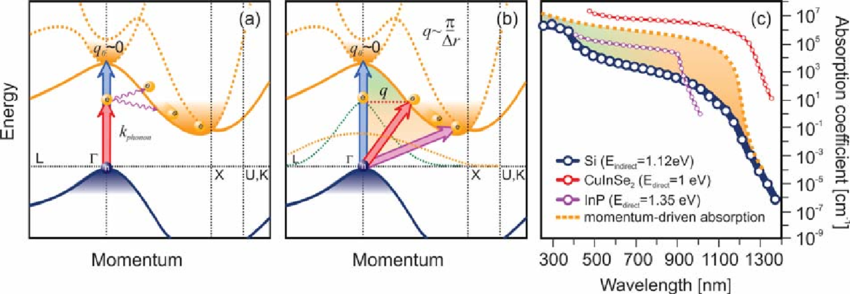 (a)
q₀~0
k_phonon
L
Γ
X
U,K
Energy
Momentum
(b)
q₀~0
q~ π/Δr
q
L
Γ
X
U,K
Momentum
(c)
10⁷
10⁵
10³
10¹
10⁻¹
10⁻³
10⁻⁵
10⁻⁷
10⁻⁹
Absorption coefficient [cm⁻¹]
Si (E_indirect=1.12eV)
CuInSe₂ (E_direct=1 eV)
InP (E_direct=1.35 eV)
momentum-driven absorption
300 500 700 900 1100 1300
Wavelength [nm]